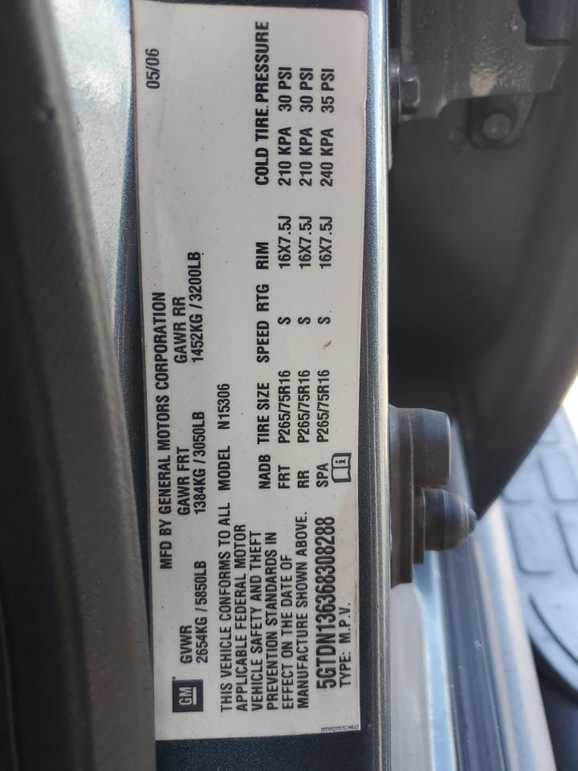 MFD BY GENERAL MOTORS CORPORATION 05/06
GM
GVWR GAWR FRT GAWR RR
2654KG / 5850LB 1384KG / 3050LB 1452KG / 3200LB
THIS VEHICLE CONFORMS TO ALL
APPLICABLE FEDERAL MOTOR
VEHICLE SAFETY AND THEFT
PREVENTION STANDARDS IN
EFFECT ON THE DATE OF
MANUFACTURE SHOWN ABOVE.
5GTDN136368308288
TYPE: M.P.V.
MODEL N15306
NADB TIRE SIZE SPEED RTG RIM COLD TIRE PRESSURE
FRT P265/75R16 S 16X7.5J 210 KPA 30 PSI
RR P265/75R16 S 16X7.5J 210 KPA 30 PSI
SPA P265/75R16 S 16X7.5J 240 KPA 35 PSI